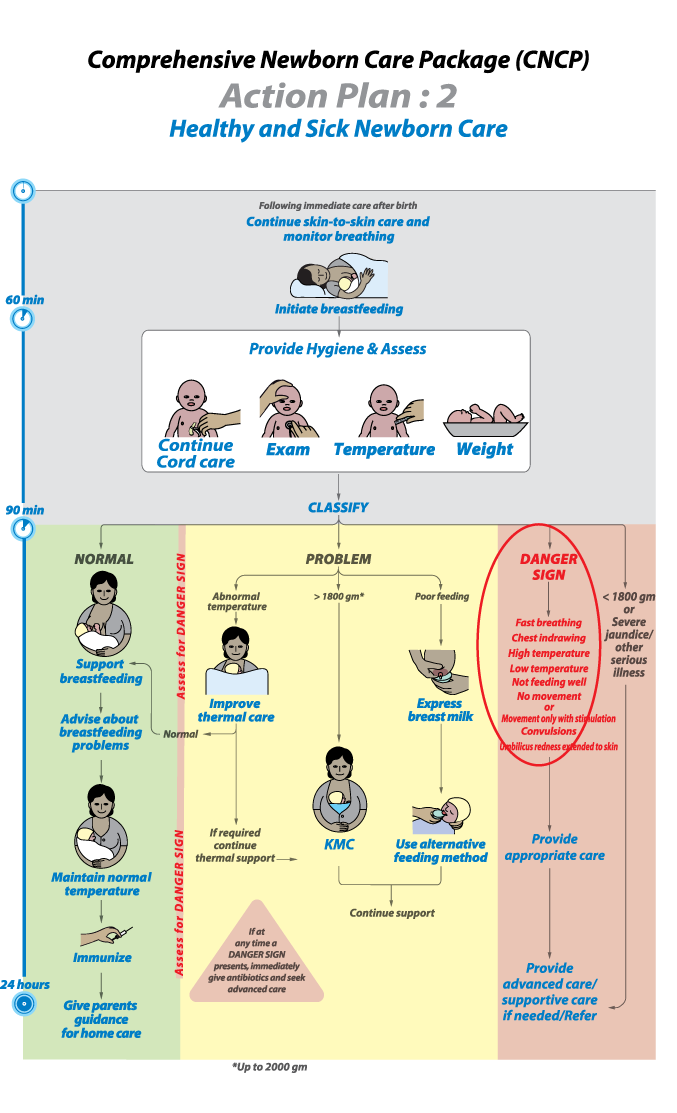 Comprehensive Newborn Care Package (CNCP)
Action Plan : 2
Healthy and Sick Newborn Care
Following immediate care after birth
Continue skin-to-skin care and
monitor breathing
Initiate breastfeeding
60 min
Provide Hygiene & Assess
Continue
Cord care
Exam
Temperature
Weight
90 min
CLASSIFY
NORMAL
Support
breastfeeding
Advise about
breastfeeding
problems
Maintain normal
temperature
Immunize
Give parents
guidance
for home care
24 hours
Assess for DANGER SIGN
Assess for DANGER SIGN
PROBLEM
Abnormal
temperature
Improve
thermal care
Normal
If required
continue
thermal support
> 1800 gm*
KMC
Poor feeding
Express
breast milk
Use alternative
feeding method
Continue support
If at
any time a
DANGER SIGN
presents, immediately
give antibiotics and seek
advanced care
DANGER
SIGN
Fast breathing
Chest indrawing
High temperature
Low temperature
Not feeding well
No movement
or
Movement only with stimulation
Convulsions
Umbilicus redness extended to skin
Provide
appropriate care
Provide
advanced care/
supportive care
if needed/Refer
< 1800 gm
or
Severe
jaundice/
other
serious
illness
*Up to 2000 gm